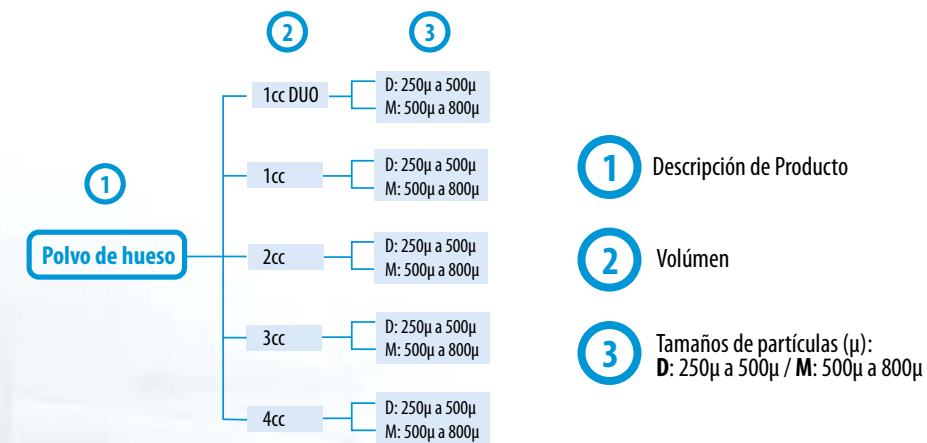 2
3
1cc DUO
D: 250µ a 500µ
M: 500µ a 800µ
1cc
D: 250µ a 500µ
M: 500µ a 800µ
1
Polvo de hueso
2cc
D: 250µ a 500µ
M: 500µ a 800µ
3cc
D: 250µ a 500µ
M: 500µ a 800µ
4cc
D: 250µ a 500µ
M: 500µ a 800µ
1
Descripción de Producto
2
Volúmen
3
Tamaños de partículas (µ):
D: 250µ a 500µ / M: 500µ a 800µ